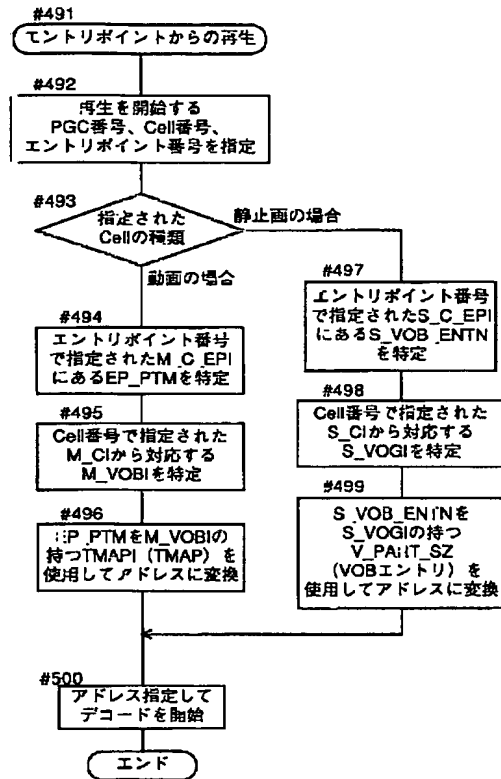 #491
エントリポイントからの再生
#492
再生を開始する
PGC番号、Cell番号、
エントリポイント番号を指定
#493
指定された
Cellの種類
静止画の場合
動画の場合
#494
エントリポイント番号
で指定されたM_C_EPI
にあるEP_PTMを特定
#495
Cell番号で指定された
M_CIから対応する
M_VOBIを特定
#496
EP_PTMをM_VOBIの
持つTMAPI（TMAP）を
使用してアドレスに変換
#497
エントリポイント番号
で指定されたS_C_EPI
にあるS_VOB_ENTN
を特定
#498
Cell番号で指定された
S_CIから対応する
S_VOGIを特定
#499
S_VOB_ENTNを
S_VOGIの持つ
V_PART_SZ
(VOBエントリ）を
使用してアドレスに変換
#500
アドレス指定して
デコードを開始
エンド